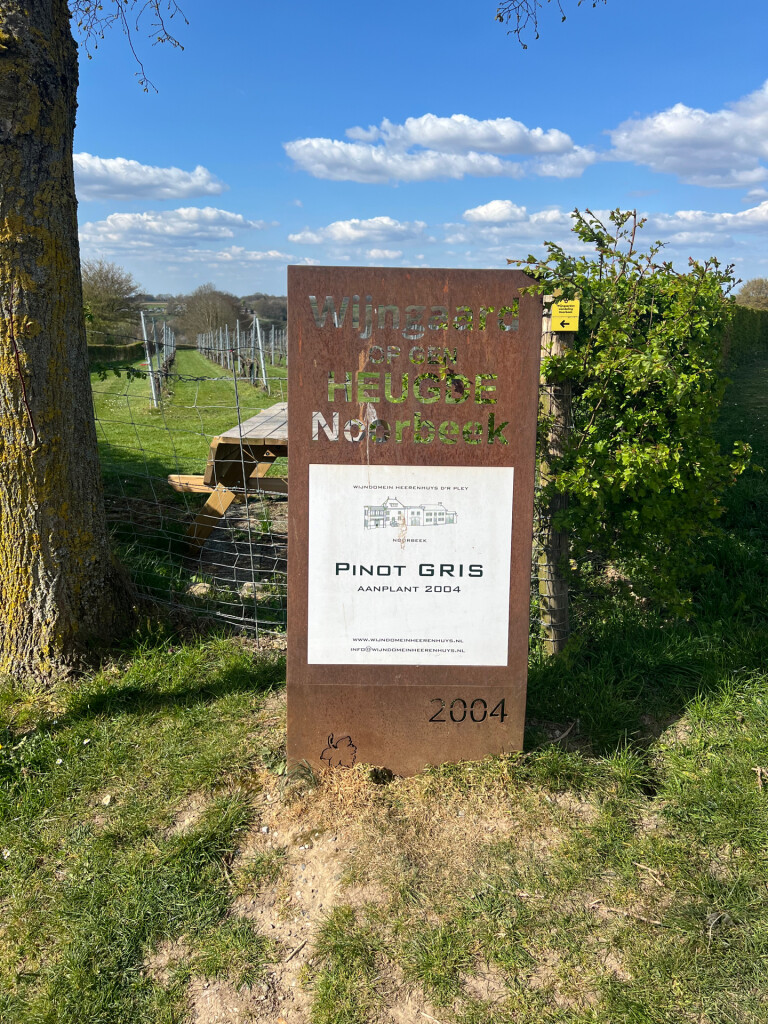 Wijngaard
OP GEN
HEUGDE
Noorbeek
WIJNDOMEIN HEERENHUYS D'R PLEY
NOORBEEK
PINOT GRIS
AANPLANT 2004
WWW.WIJNDOMEINHEERENHUYS.NL
INFO@WIJNDOMEINHEERENHUYS.NL
2004